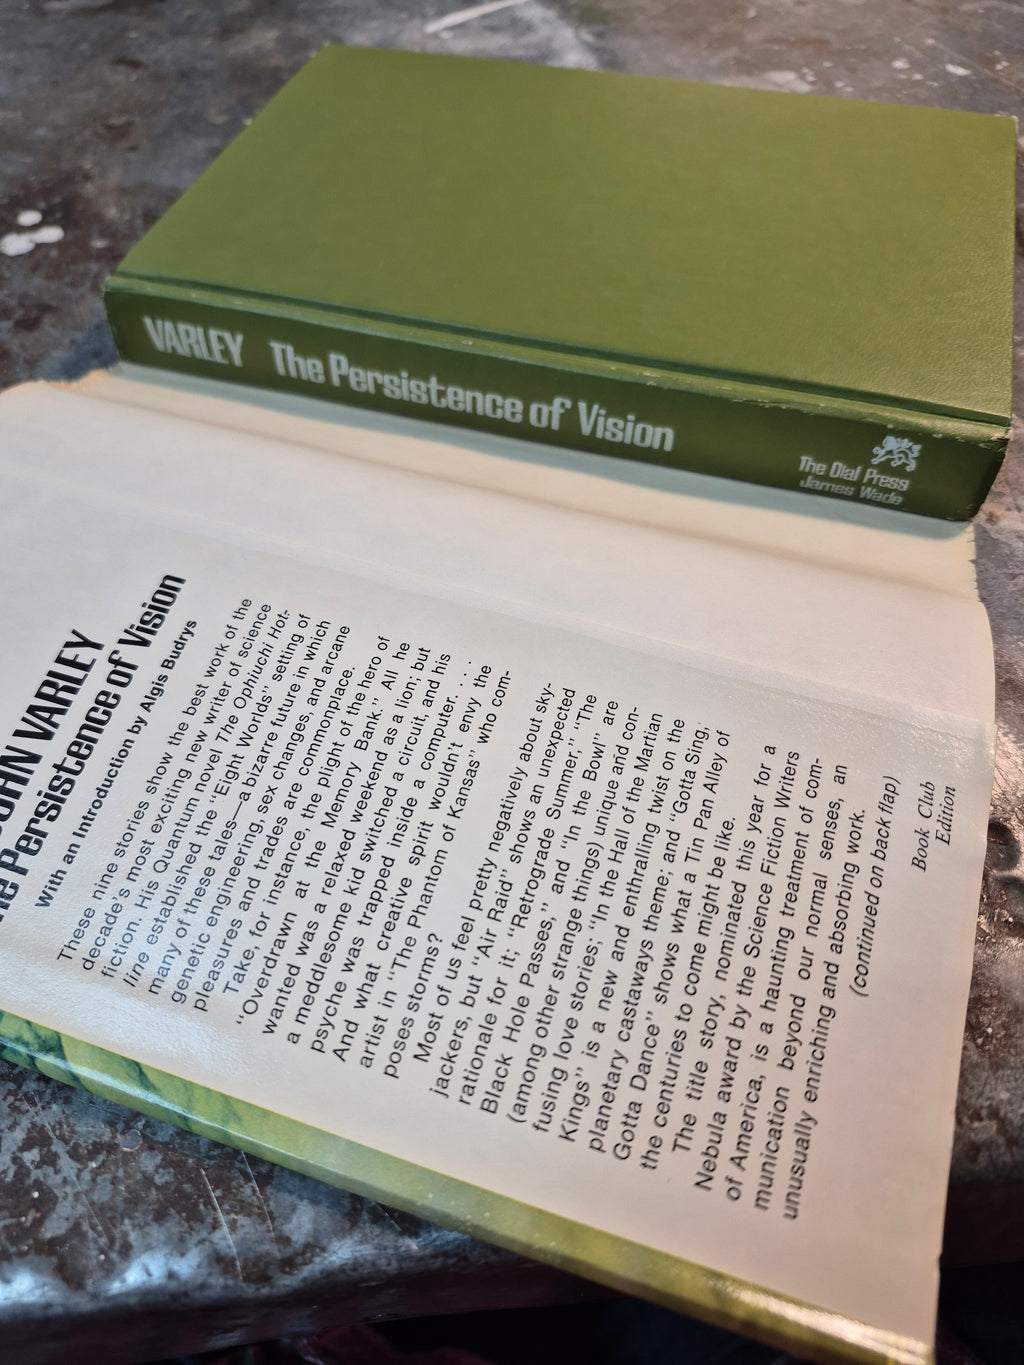 VARLEY The Persistence of Vision
The Dial Press
James Wade
JOHN VARLEY
The Persistence of Vision
With an Introduction by Algis Budrys
These nine stories show the best work of the
decade's most exciting new writer of science
fiction. His Quantum novel The Ophiuchi Hot-
line established the "Eight Worlds" setting of
many of these tales—a bizarre future in which
genetic engineering, sex changes, and arcane
pleasures and trades are commonplace.
Take, for instance, the plight of the hero of
"Overdrawn at the Memory Bank." All he
wanted was a relaxed weekend as a lion; but
a meddlesome kid switched a circuit, and his
psyche was trapped inside a computer. . . .
And what creative spirit wouldn't envy the
artist in "The Phantom of Kansas" who com-
poses storms?
Most of us feel pretty negatively about sky-
jackers, but "Air Raid" shows an unexpected
rationale for it; "Retrograde Summer," "The
Black Hole Passes," and "In the Bowl" are
(among other strange things) unique and con-
fusing love stories; "In the Hall of the Martian
Kings" is a new and enthralling twist on the
planetary castaways theme; and "Gotta Sing,
Gotta Dance" shows what a Tin Pan Alley of
the centuries to come might be like.
The title story, nominated this year for a
Nebula award by the Science Fiction Writers
of America, is a haunting treatment of com-
munication beyond our normal senses, an
unusually enriching and absorbing work.
(continued on back flap)
Book Club
Edition